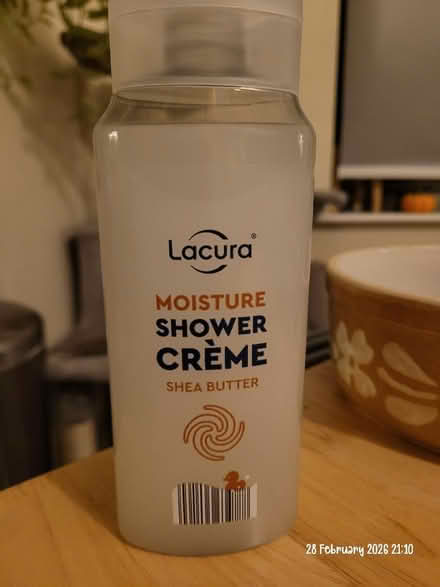 Lacura®
MOISTURE
SHOWER
CRÈME
SHEA BUTTER
28 February 2026 21:10